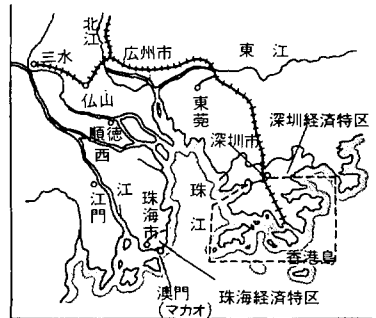 北江
三水
広州市
東江
仏山
東莞
順徳
深圳経済特区
深圳市
西江
江門
珠海市
珠江
香港島
珠海経済特区
澳門
(マカオ)